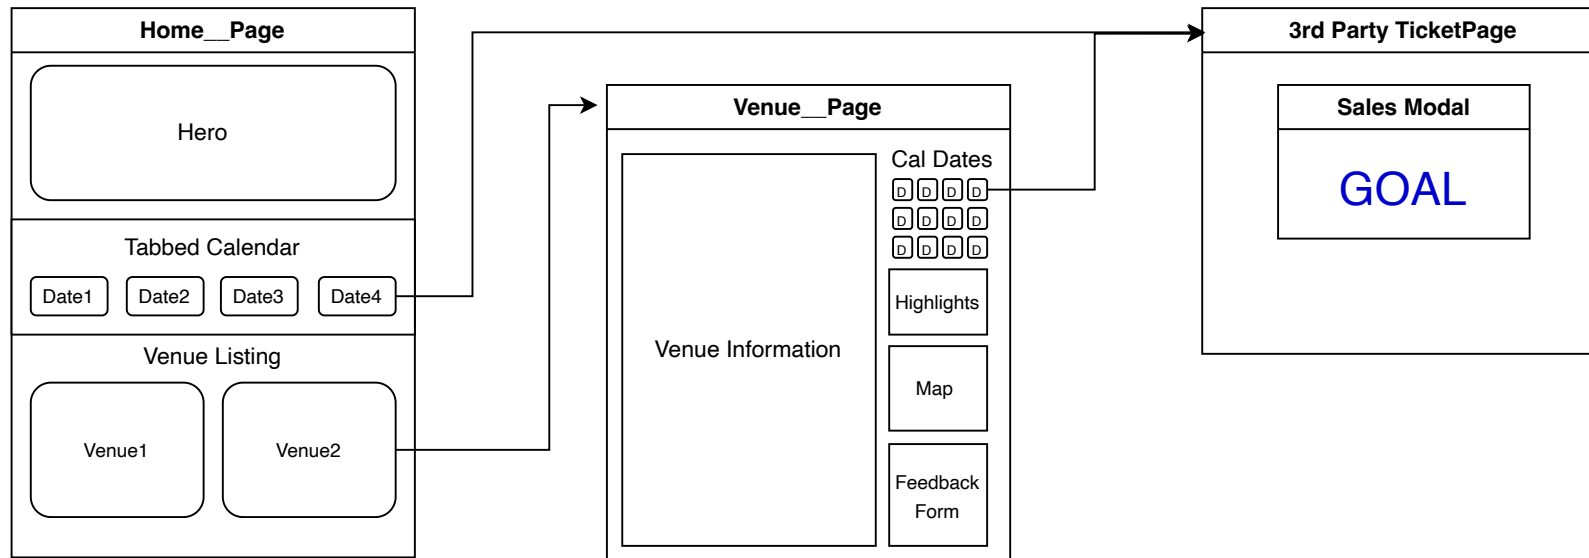 Home__Page
Hero
Tabbed Calendar
Date1 Date2 Date3 Date4
Venue Listing
Venue1 Venue2
Venue__Page
Venue Information
Cal Dates
D D D D
D D D D
D D D D
Highlights
Map
Feedback
Form
3rd Party TicketPage
Sales Modal
GOAL